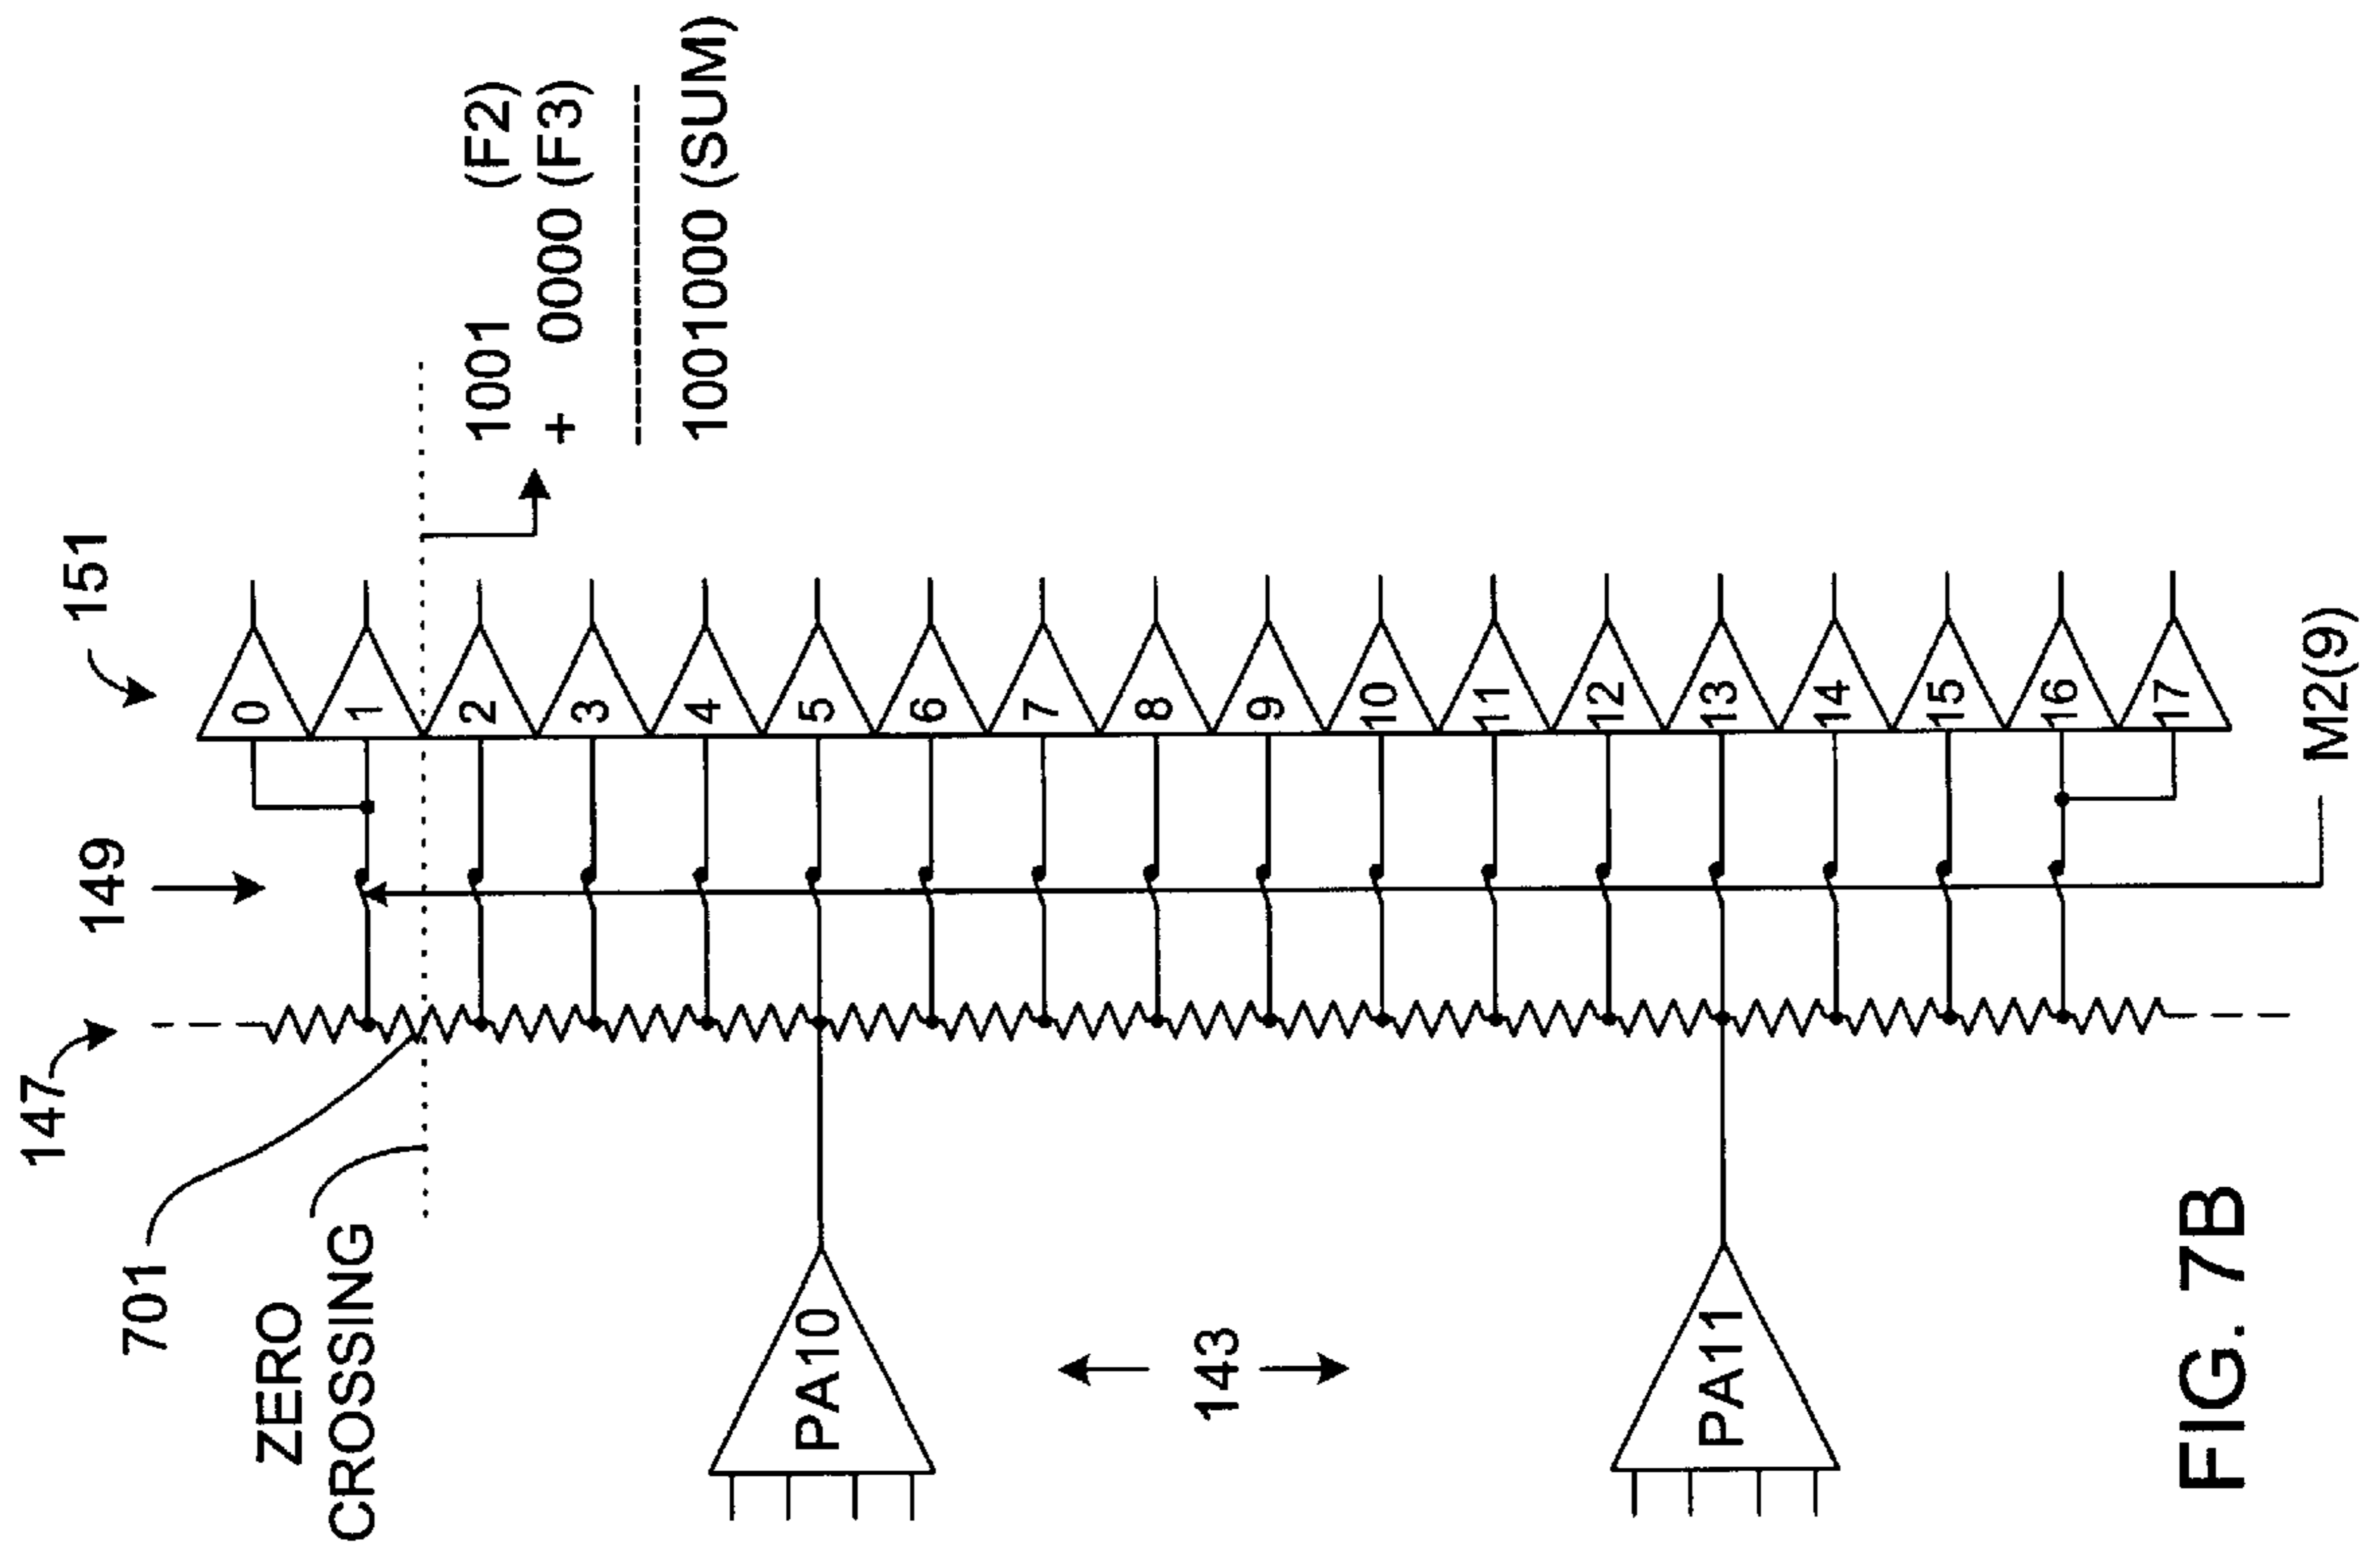 147
149
151
701
ZERO
CROSSING
143
PA10
PA11
0
1
2
3
4
5
6
7
8
9
10
11
12
13
14
15
16
17
1001 (F2)
+ 0000 (F3)
1001000 (SUM)
M2(9)
FIG. 7B